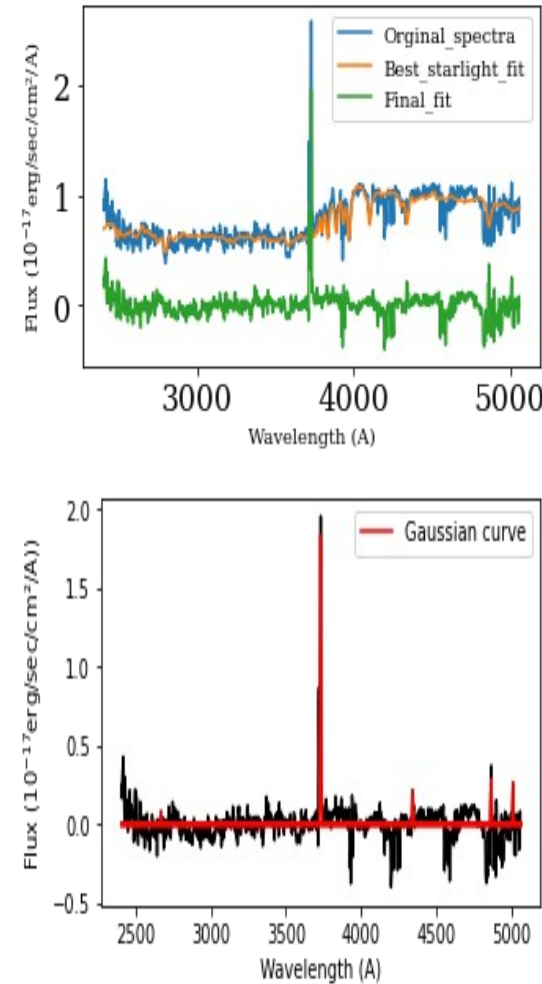 Orginal_spectra
Best_starlight_fit
Final_fit
Flux (10⁻¹⁷erg/sec/cm²/A)
2
1
0
3000 4000 5000
Wavelength (A)
Gaussian curve
Flux (10⁻¹⁷erg/sec/cm²/A))
2.0
1.5
1.0
0.5
0.0
−0.5
2500 3000 3500 4000 4500 5000
Wavelength (A)